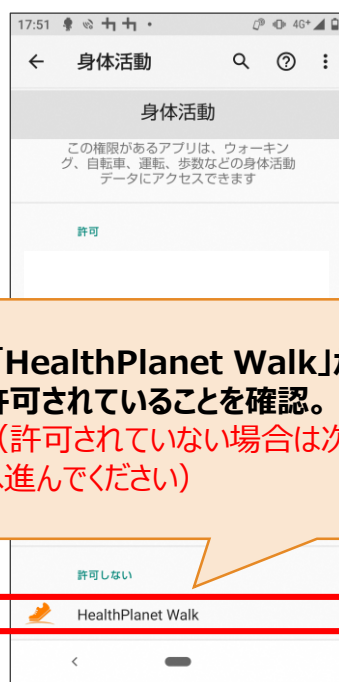 17:51 4G+
身体活動
身体活動
この権限があるアプリは、ウォーキン
グ、自転車、運転、歩数などの身体活動
データにアクセスできます
許可
「HealthPlanet Walk」が
許可されていることを確認。
（許可されていない場合は次
へ進んでください）
許可しない
HealthPlanet Walk